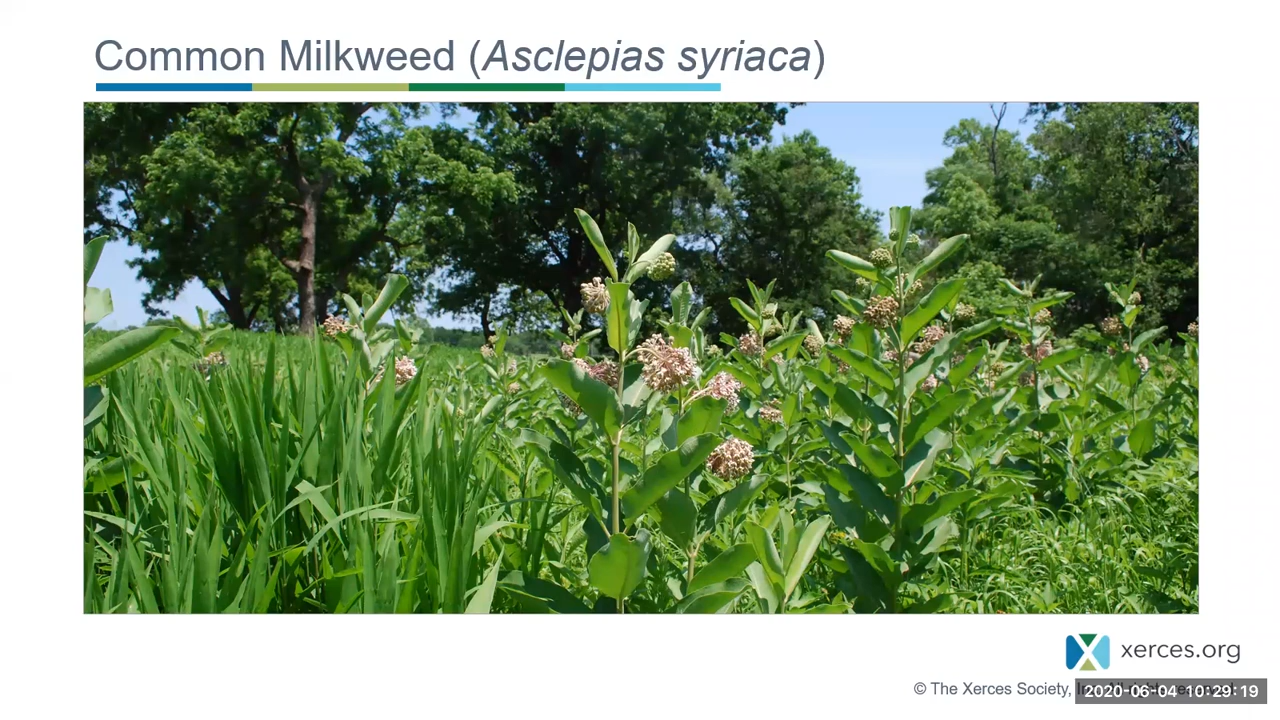 Common Milkweed (Asclepias syriaca)
xerces.org
© The Xerces Society,
2020-06-04 10:29:19